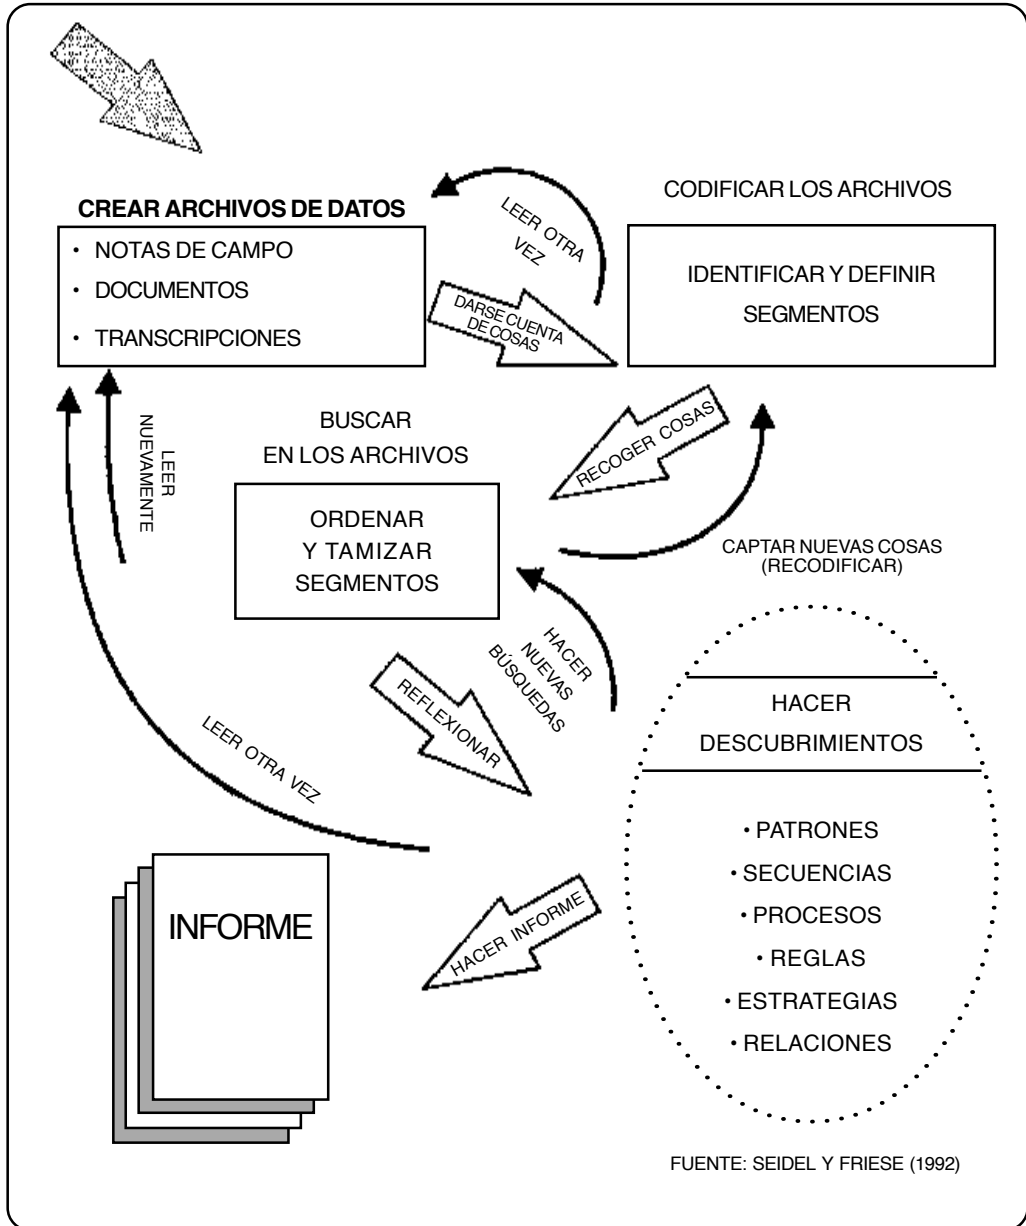 CREAR ARCHIVOS DE DATOS
• NOTAS DE CAMPO
• DOCUMENTOS
• TRANSCRIPCIONES
LEER OTRA
VEZ
DARSE CUENTA
DE COSAS
CODIFICAR LOS ARCHIVOS
IDENTIFICAR Y DEFINIR
SEGMENTOS
LEER
NUEVAMENTE
BUSCAR
EN LOS ARCHIVOS
ORDENAR
Y TAMIZAR
SEGMENTOS
RECOGER COSAS
CAPTAR NUEVAS COSAS
(RECODIFICAR)
HACER
NUEVAS
BÚSQUEDAS
REFLEXIONAR
LEER OTRA VEZ
HACER
DESCUBRIMIENTOS
• PATRONES
• SECUENCIAS
• PROCESOS
• REGLAS
• ESTRATEGIAS
• RELACIONES
HACER INFORME
INFORME
FUENTE: SEIDEL Y FRIESE (1992)